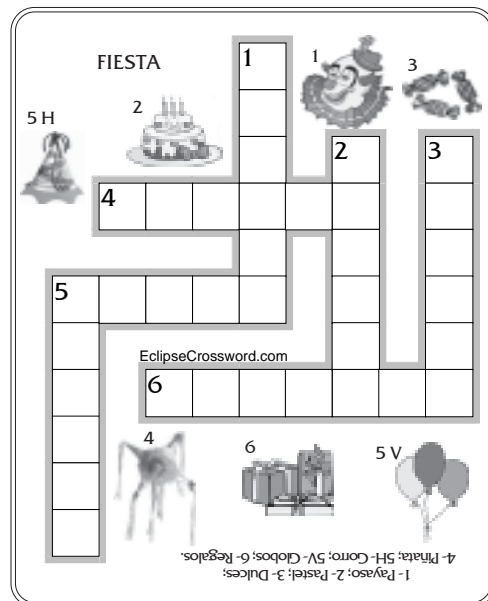 FIESTA
1
1
3
2
5 H
2
3
4
5
EclipseCrossword.com
6
4
6
5 V
1- Payaso; 2- Pastel; 3- Dulces;
4- Piñata; 5H- Gorro; 5V- Globos; 6- Regalos.